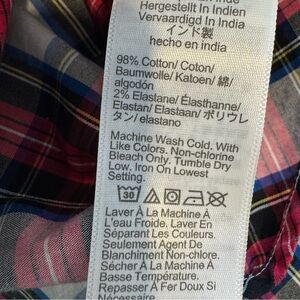 Hergestellt In Indien
Vervaardigd In India
インド製
hecho en india
98% Cotton/ Coton/
Baumwolle/ Katoen/ 綿/
algodón
2% Elastane/ Élasthanne/
Elastan/ Elastaan/ ポリウレ
タン/ elastano
Machine Wash Cold. With
Like Colors. Non-chlorine
Bleach Only. Tumble Dry
Low. Iron On Lowest
Setting.
30
Laver À La Machine À
L'eau Froide. Laver En
Séparant Les Couleurs.
Seulement Agent De
Blanchiment Non-chlore.
Sécher À La Machine À
Basse Température.
Repasser À Fer Doux Si
Nécessaire